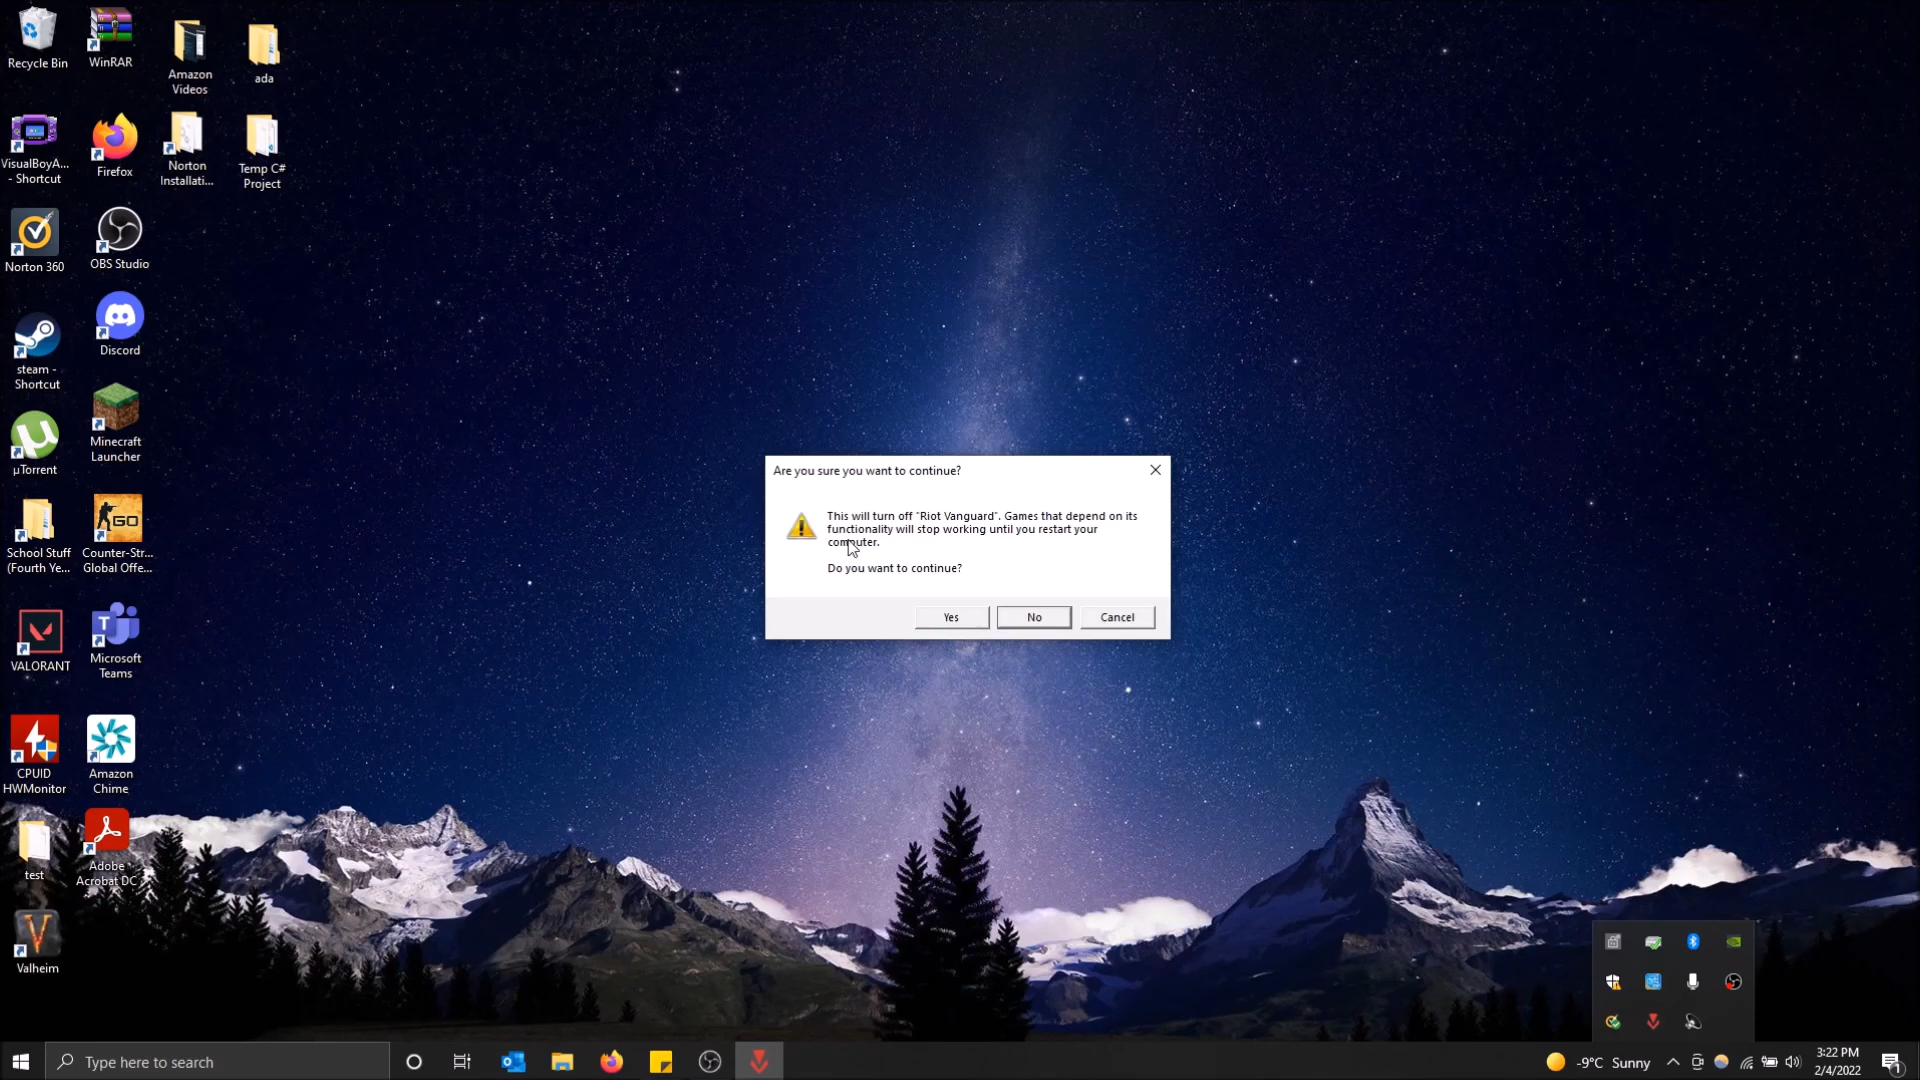 Recycle Bin
WinRAR
Amazon
Videos
ada
VisualBoyA...
- Shortcut
Firefox
Norton
Installati...
Temp C#
Project
Norton 360
OBS Studio
steam -
Shortcut
Discord
µTorrent
Minecraft
Launcher
School Stuff
(Fourth Ye...
GO
Counter-Str...
Global Offe...
VALORANT
Microsoft
Teams
CPUID
HWMonitor
Amazon
Chime
test
Adobe
Acrobat DC
Valheim
Are you sure you want to continue?
This will turn off "Riot Vanguard". Games that depend on its
functionality will stop working until you restart your
computer.
Do you want to continue?
Yes
No
Cancel
Type here to search
-9°C Sunny
3:22 PM
2/4/2022
1